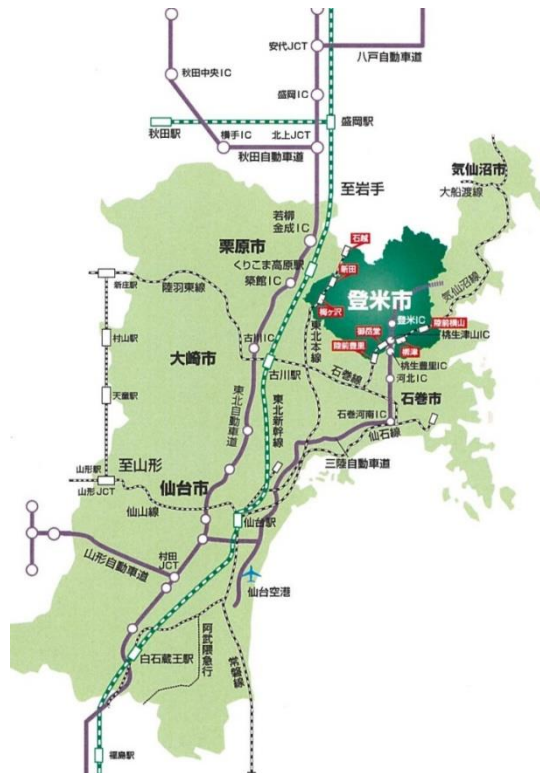 安代JCT
八戸自動車道
秋田中央IC
盛岡IC
秋田駅
盛岡駅
横手IC
北上JCT
秋田自動車道
気仙沼市
至岩手
大船渡線
若柳
金成IC
栗原市
石越
くりこま高原駅
新田
築館IC
登米市
気仙沼線
新庄駅
陸羽東線
梅ヶ沢
登米IC
御岳堂
陸前横山
村山駅
東北本線
陸前豊里
桃生津山IC
古川IC
柳津
桃生豊里IC
大崎市
古川駅
石巻線
河北IC
天童駅
石巻市
東北自動車道
東北新幹線
石巻河南IC
仙石線
山形駅
至山形
三陸自動車道
山形JCT
仙台市
仙山線
仙台駅
村田
JCT
山形自動車道
仙台空港
阿武隈急行
常磐線
白石蔵王駅
福島駅